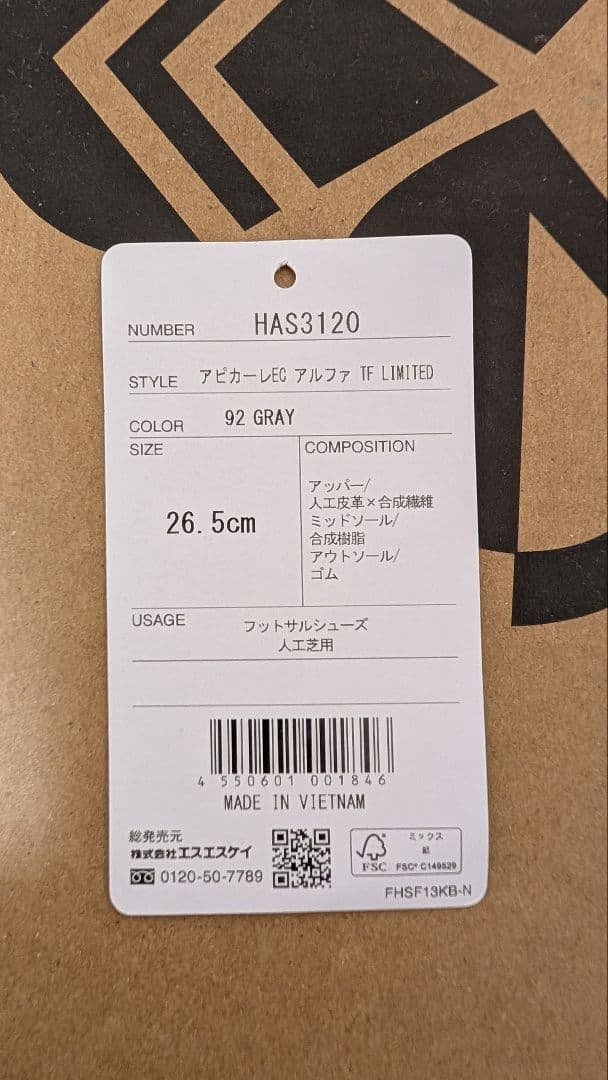 NUMBER HAS3120
STYLE アピカーレEC アルファ TF LIMITED
COLOR 92 GRAY
SIZE
26.5cm
COMPOSITION
アッパー/
人工皮革×合成繊維
ミッドソール/
合成樹脂
アウトソール/
ゴム
USAGE フットサルシューズ
人工芝用
4 550601 001846
MADE IN VIETNAM
総発売元
株式会社エスエスケイ
0120-50-7789
ミックス
紙
FSC
FSC® C149529
FHSF13KB-N